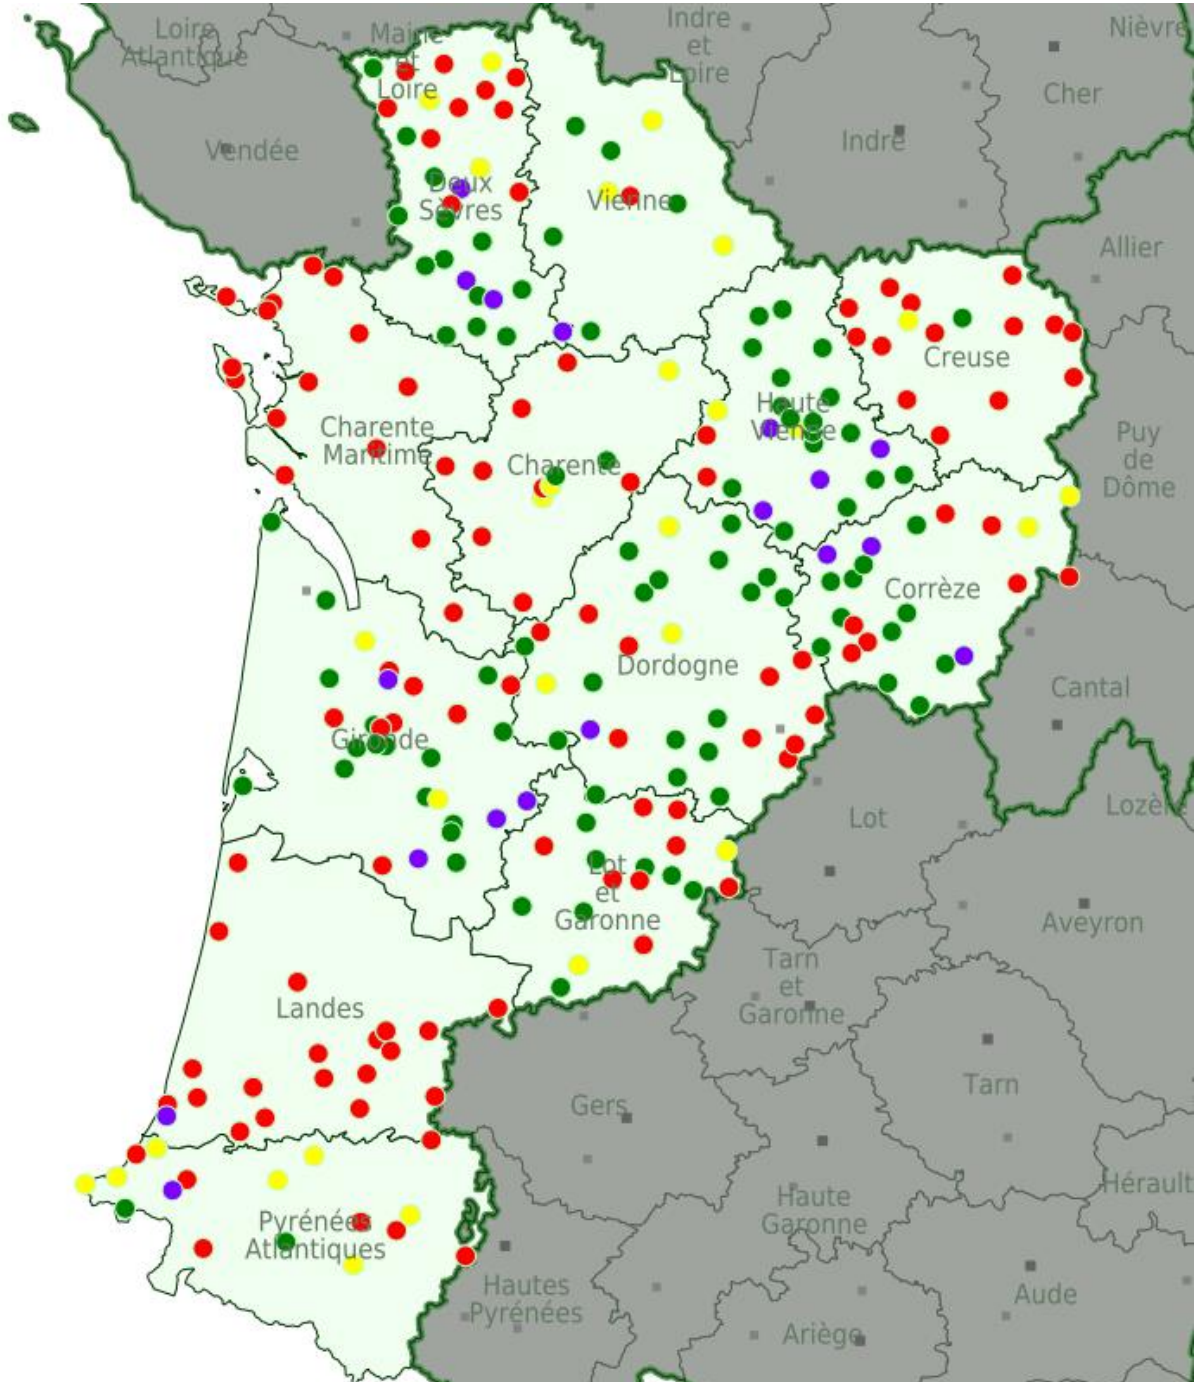 Loire
Atlantique
Maine
et
Loire
Indre
et
Loire
Nièvre
Cher
Vendée
Indre
Deux
Sèvres
Vienne
Allier
Creuse
Charente
Maritime
Charente
Haute
Vienne
Puy
de
Dôme
Corrèze
Dordogne
Cantal
Gironde
Lot
Lozère
Lot
et
Garonne
Aveyron
Landes
Tarn
et
Garonne
Tarn
Gers
Haute
Garonne
Hérault
Pyrénées
Atlantiques
Hautes
Pyrénées
Ariège
Aude